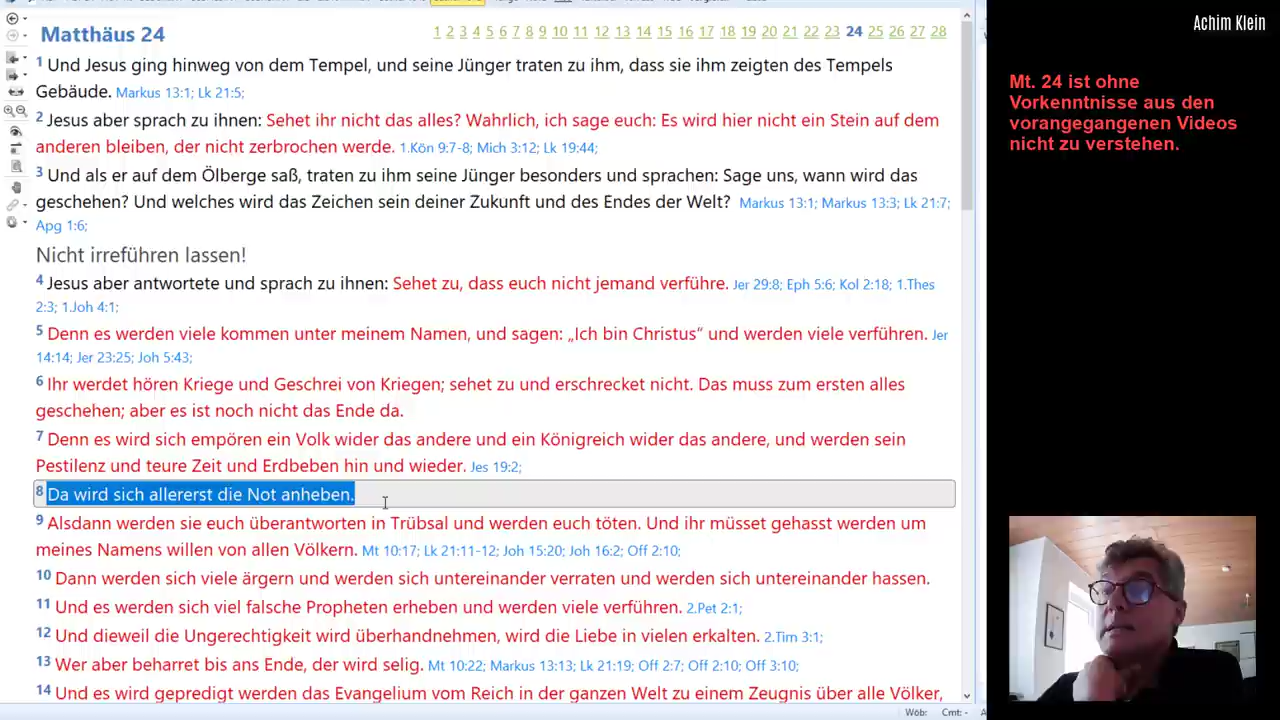 Matthäus 24
1 2 3 4 5 6 7 8 9 10 11 12 13 14 15 16 17 18 19 20 21 22 23 24 25 26 27 28
1 Und Jesus ging hinweg von dem Tempel, und seine Jünger traten zu ihm, dass sie ihm zeigten des Tempels
Gebäude. Markus 13:1; Lk 21:5;
2 Jesus aber sprach zu ihnen: Sehet ihr nicht das alles? Wahrlich, ich sage euch: Es wird hier nicht ein Stein auf dem
anderen bleiben, der nicht zerbrochen werde. 1.Kön 9:7-8; Mich 3:12; Lk 19:44;
3 Und als er auf dem Ölberge saß, traten zu ihm seine Jünger besonders und sprachen: Sage uns, wann wird das
geschehen? Und welches wird das Zeichen sein deiner Zukunft und des Endes der Welt? Markus 13:1; Markus 13:3; Lk 21:7;
Apg 1:6;
Nicht irreführen lassen!
4 Jesus aber antwortete und sprach zu ihnen: Sehet zu, dass euch nicht jemand verführe. Jer 29:8; Eph 5:6; Kol 2:18; 1.Thes
2:3; 1.Joh 4:1;
5 Denn es werden viele kommen unter meinem Namen, und sagen: „Ich bin Christus“ und werden viele verführen. Jer
14:14; Jer 23:25; Joh 5:43;
6 Ihr werdet hören Kriege und Geschrei von Kriegen; sehet zu und erschrecket nicht. Das muss zum ersten alles
geschehen; aber es ist noch nicht das Ende da.
7 Denn es wird sich empören ein Volk wider das andere und ein Königreich wider das andere, und werden sein
Pestilenz und teure Zeit und Erdbeben hin und wieder. Jes 19:2;
8 Da wird sich allererst die Not anheben.
9 Alsdann werden sie euch überantworten in Trübsal und werden euch töten. Und ihr müsset gehasst werden um
meines Namens willen von allen Völkern. Mt 10:17; Lk 21:11-12; Joh 15:20; Joh 16:2; Off 2:10;
10 Dann werden sich viele ärgern und werden sich untereinander verraten und werden sich untereinander hassen.
11 Und es werden sich viel falsche Propheten erheben und werden viele verführen. 2.Pet 2:1;
12 Und dieweil die Ungerechtigkeit wird überhandnehmen, wird die Liebe in vielen erkalten. 2.Tim 3:1;
13 Wer aber beharret bis ans Ende, der wird selig. Mt 10:22; Markus 13:13; Lk 21:19; Off 2:7; Off 2:10; Off 3:10;
14 Und es wird gepredigt werden das Evangelium vom Reich in der ganzen Welt zu einem Zeugnis über alle Völker,
Wöb: Cmt: -
Achim Klein
Mt. 24 ist ohne
Vorkenntnisse aus den
vorangegangenen Videos
nicht zu verstehen.